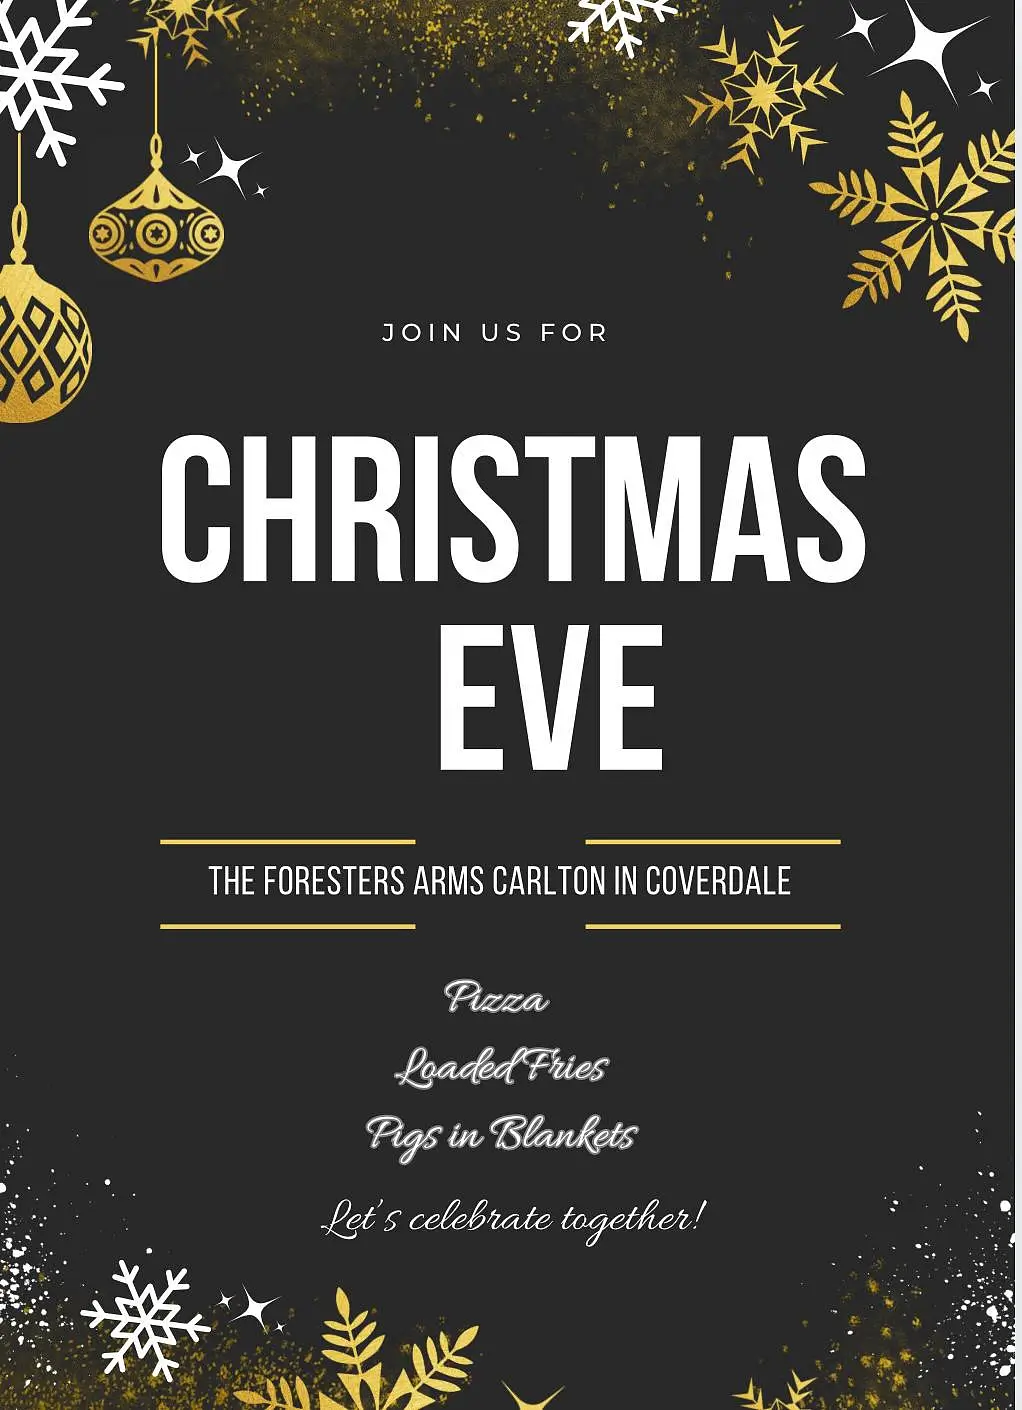 JOIN US FOR
CHRISTMAS
EVE
THE FORESTERS ARMS CARLTON IN COVERDALE
Pizza
Loaded Fries
Pigs in Blankets
Let's celebrate together!